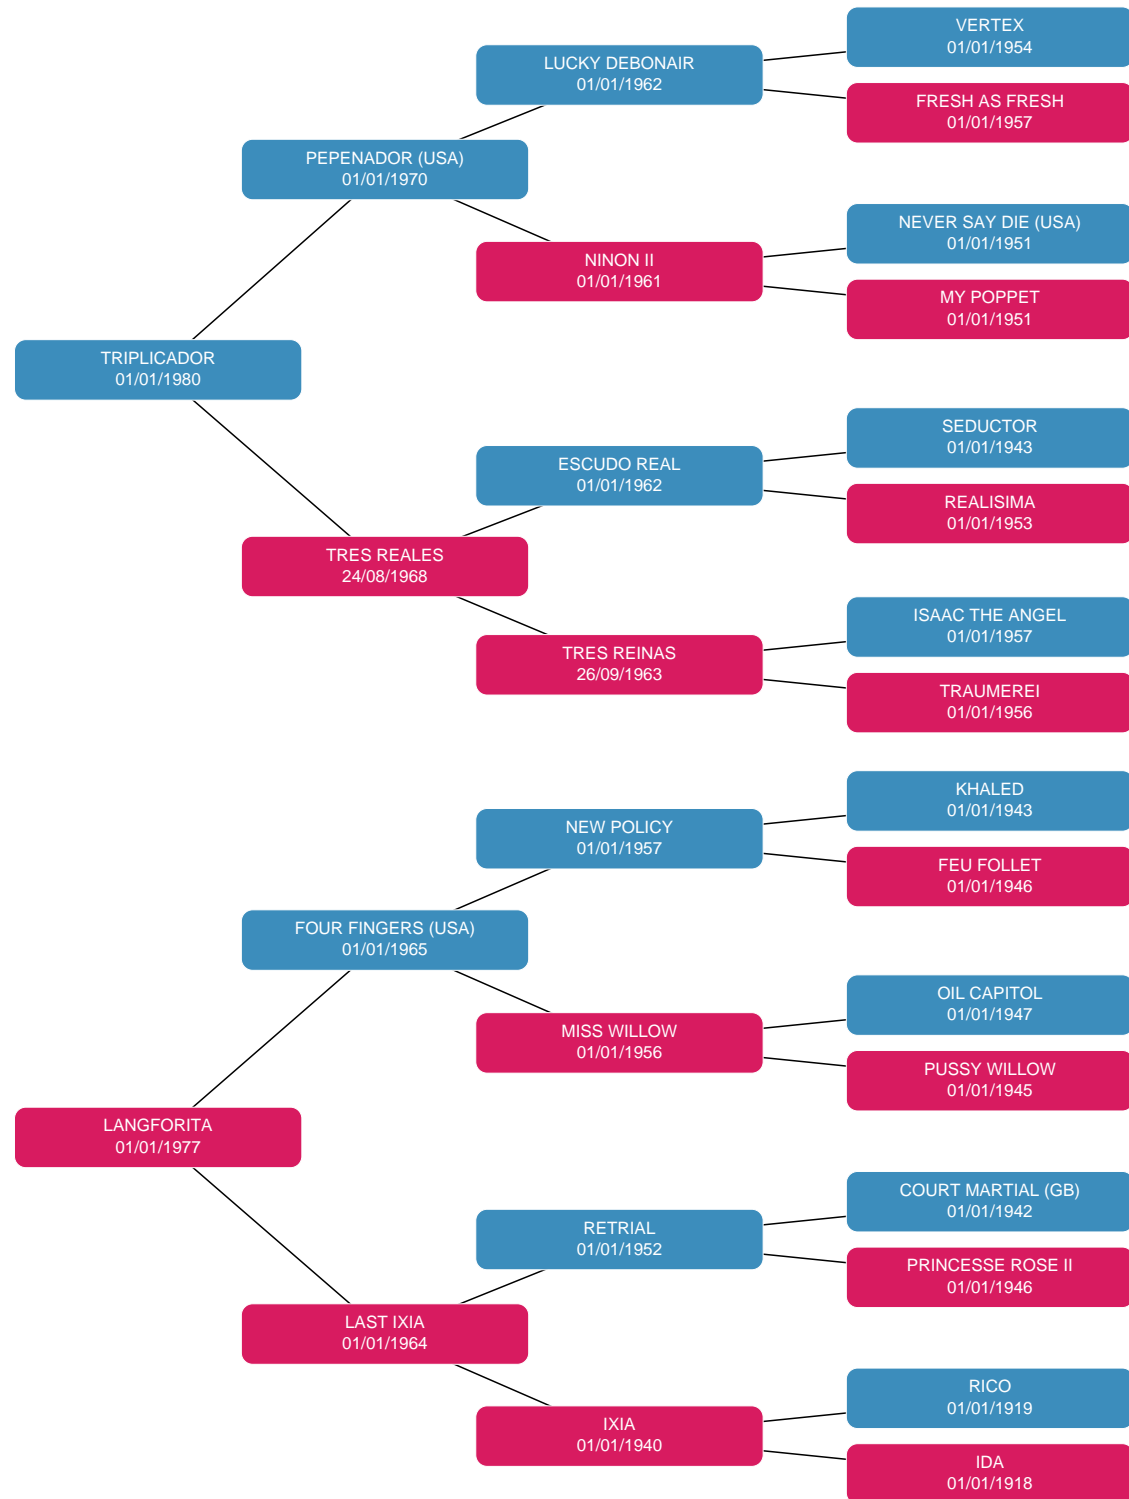 VERTEX
01/01/1954
LUCKY DEBONAIR
01/01/1962
FRESH AS FRESH
01/01/1957
PEPENADOR (USA)
01/01/1970
NEVER SAY DIE (USA)
01/01/1951
NINON II
01/01/1961
MY POPPET
01/01/1951
TRIPLICADOR
01/01/1980
SEDUCTOR
01/01/1943
ESCUDO REAL
01/01/1962
REALISIMA
01/01/1953
TRES REALES
24/08/1968
ISAAC THE ANGEL
01/01/1957
TRES REINAS
26/09/1963
TRAUMEREI
01/01/1956
KHALED
01/01/1943
NEW POLICY
01/01/1957
FEU FOLLET
01/01/1946
FOUR FINGERS (USA)
01/01/1965
OIL CAPITOL
01/01/1947
MISS WILLOW
01/01/1956
PUSSY WILLOW
01/01/1945
LANGFORITA
01/01/1977
COURT MARTIAL (GB)
01/01/1942
RETRIAL
01/01/1952
PRINCESSE ROSE II
01/01/1946
LAST IXIA
01/01/1964
RICO
01/01/1919
IXIA
01/01/1940
IDA
01/01/1918